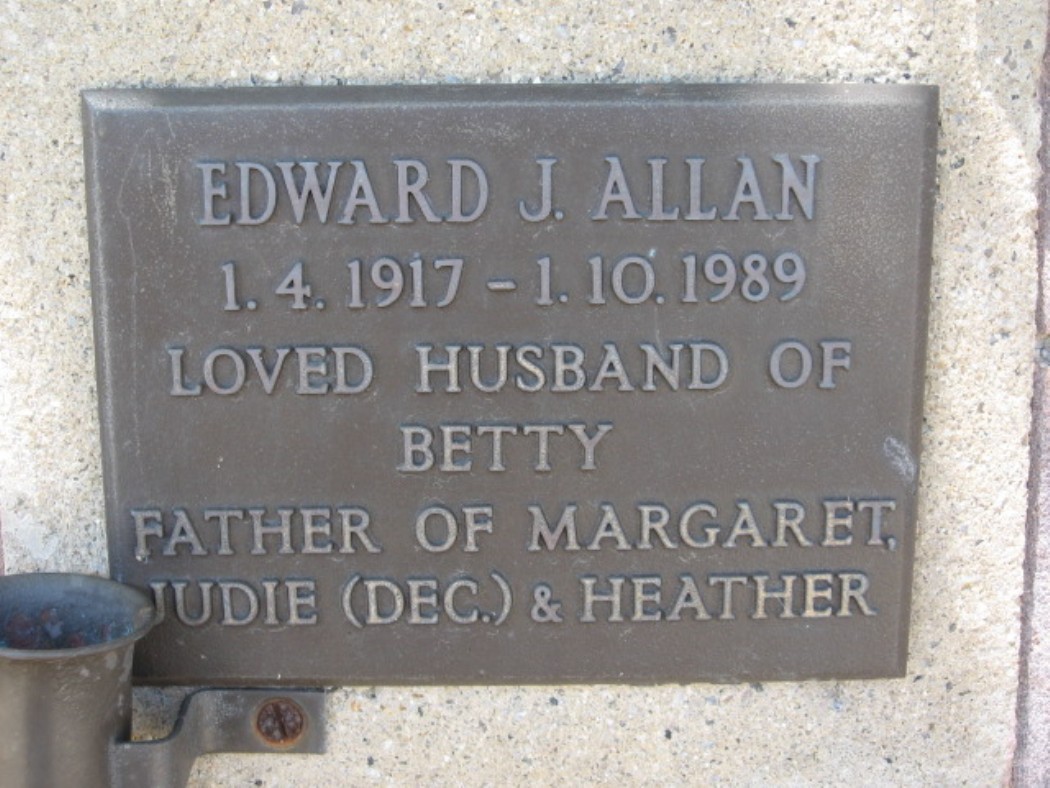 EDWARD J. ALLAN
1. 4. 1917 - 1. 10. 1989
LOVED HUSBAND OF
BETTY
FATHER OF MARGARET,
JUDIE (DEC.) & HEATHER